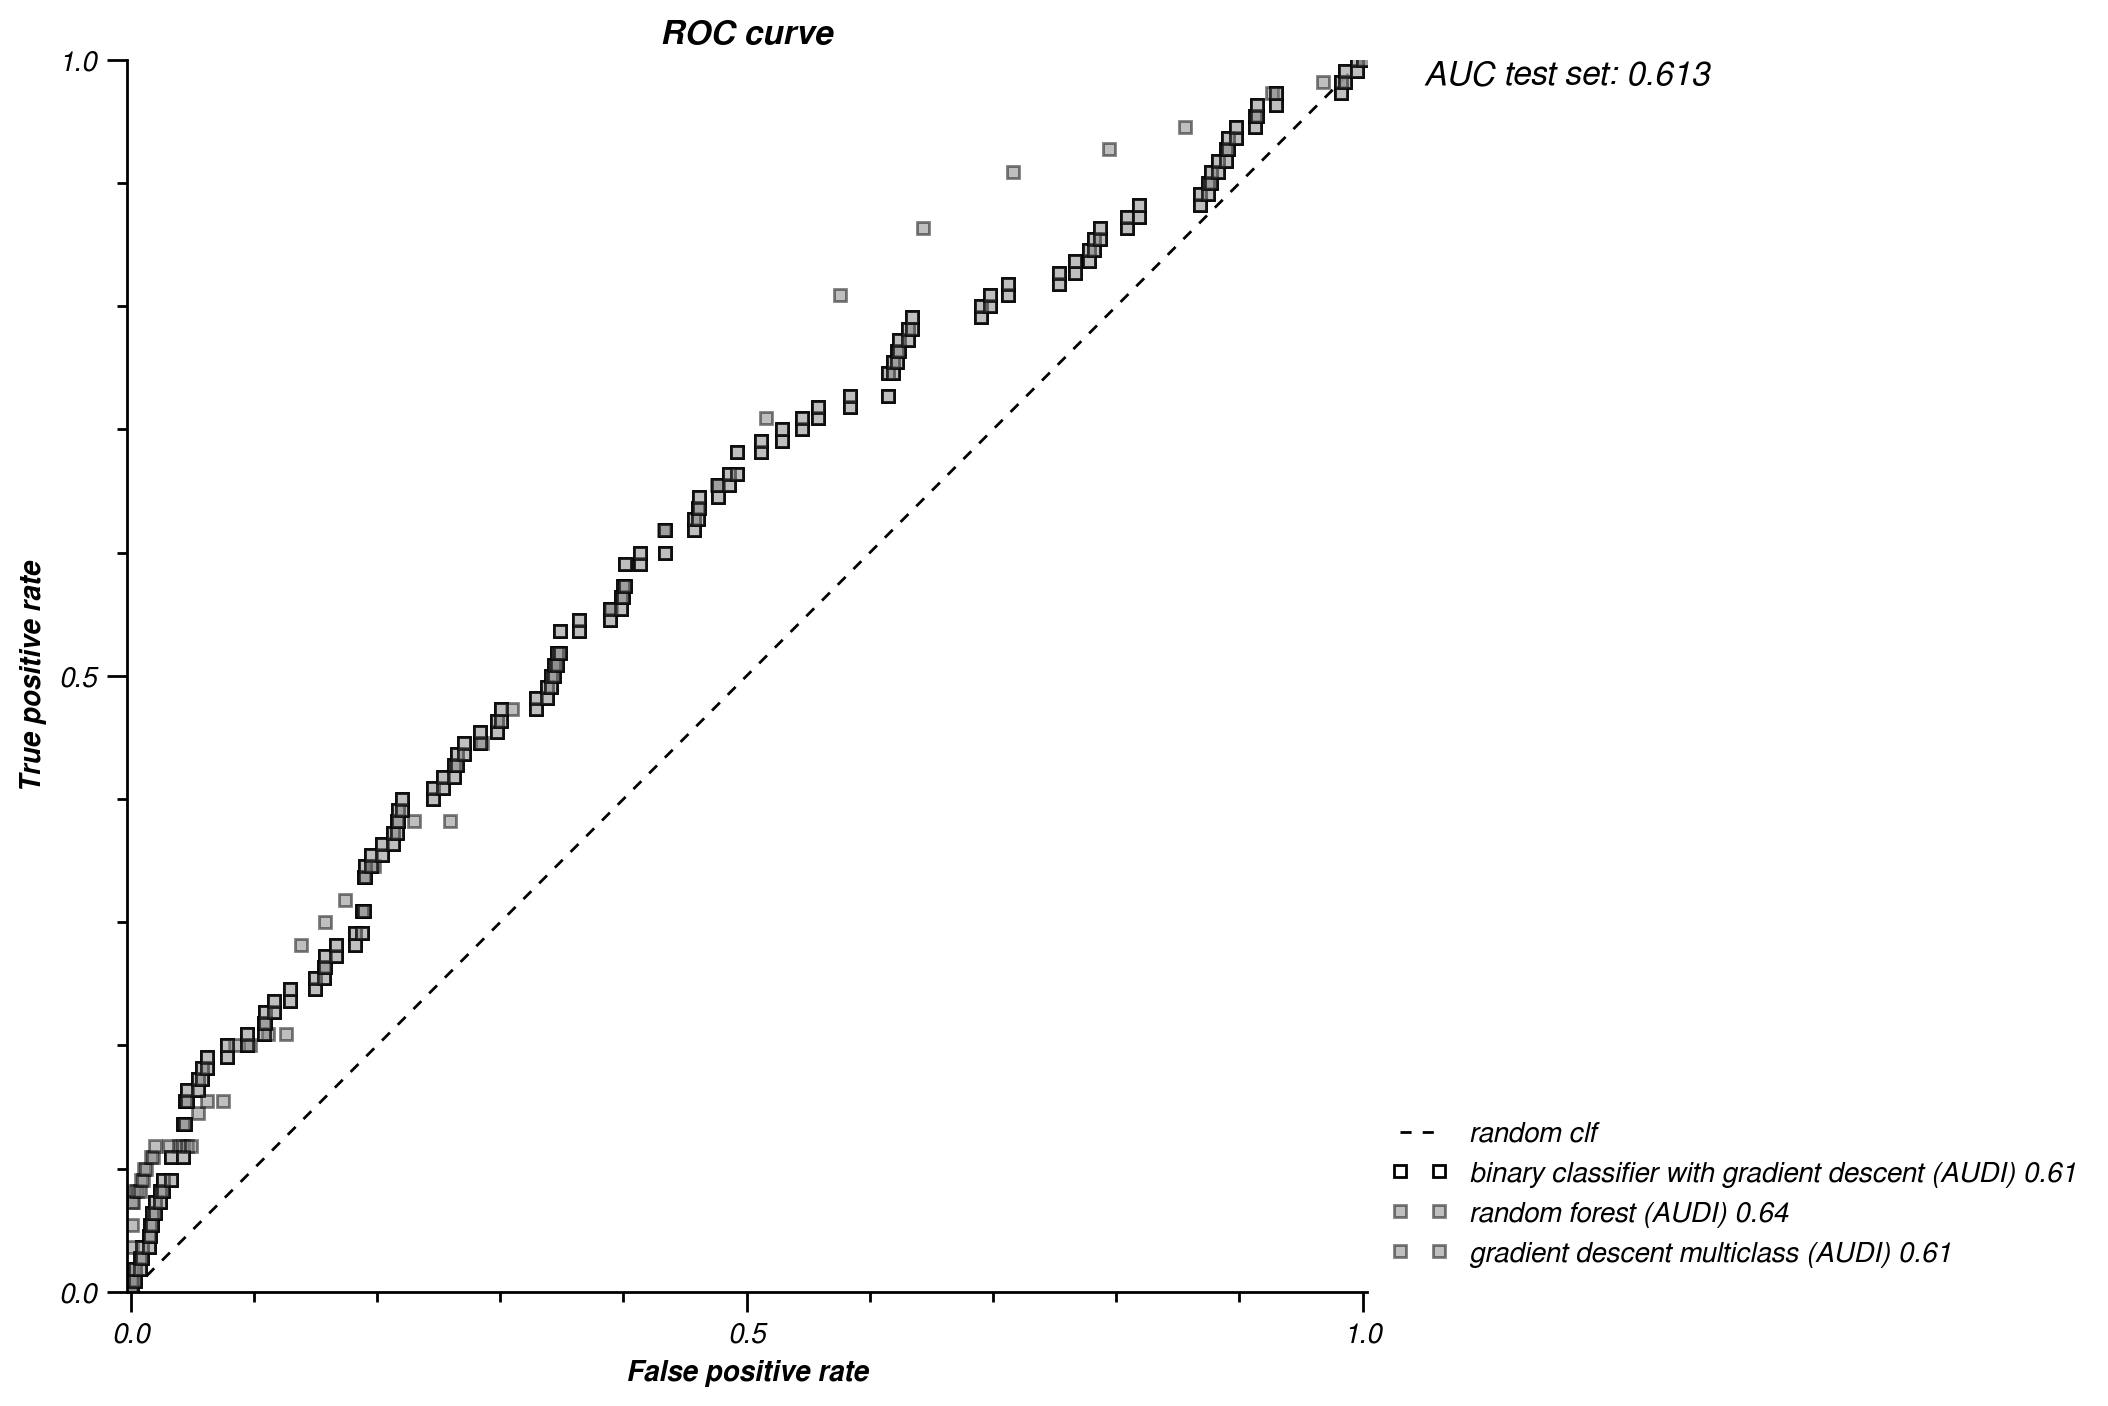 ROC curve
AUC test set: 0.613
1.0
0.5
0.0
True positive rate
0.0
0.5
1.0
False positive rate
random clf
binary classifier with gradient descent (AUDI) 0.61
random forest (AUDI) 0.64
gradient descent multiclass (AUDI) 0.61